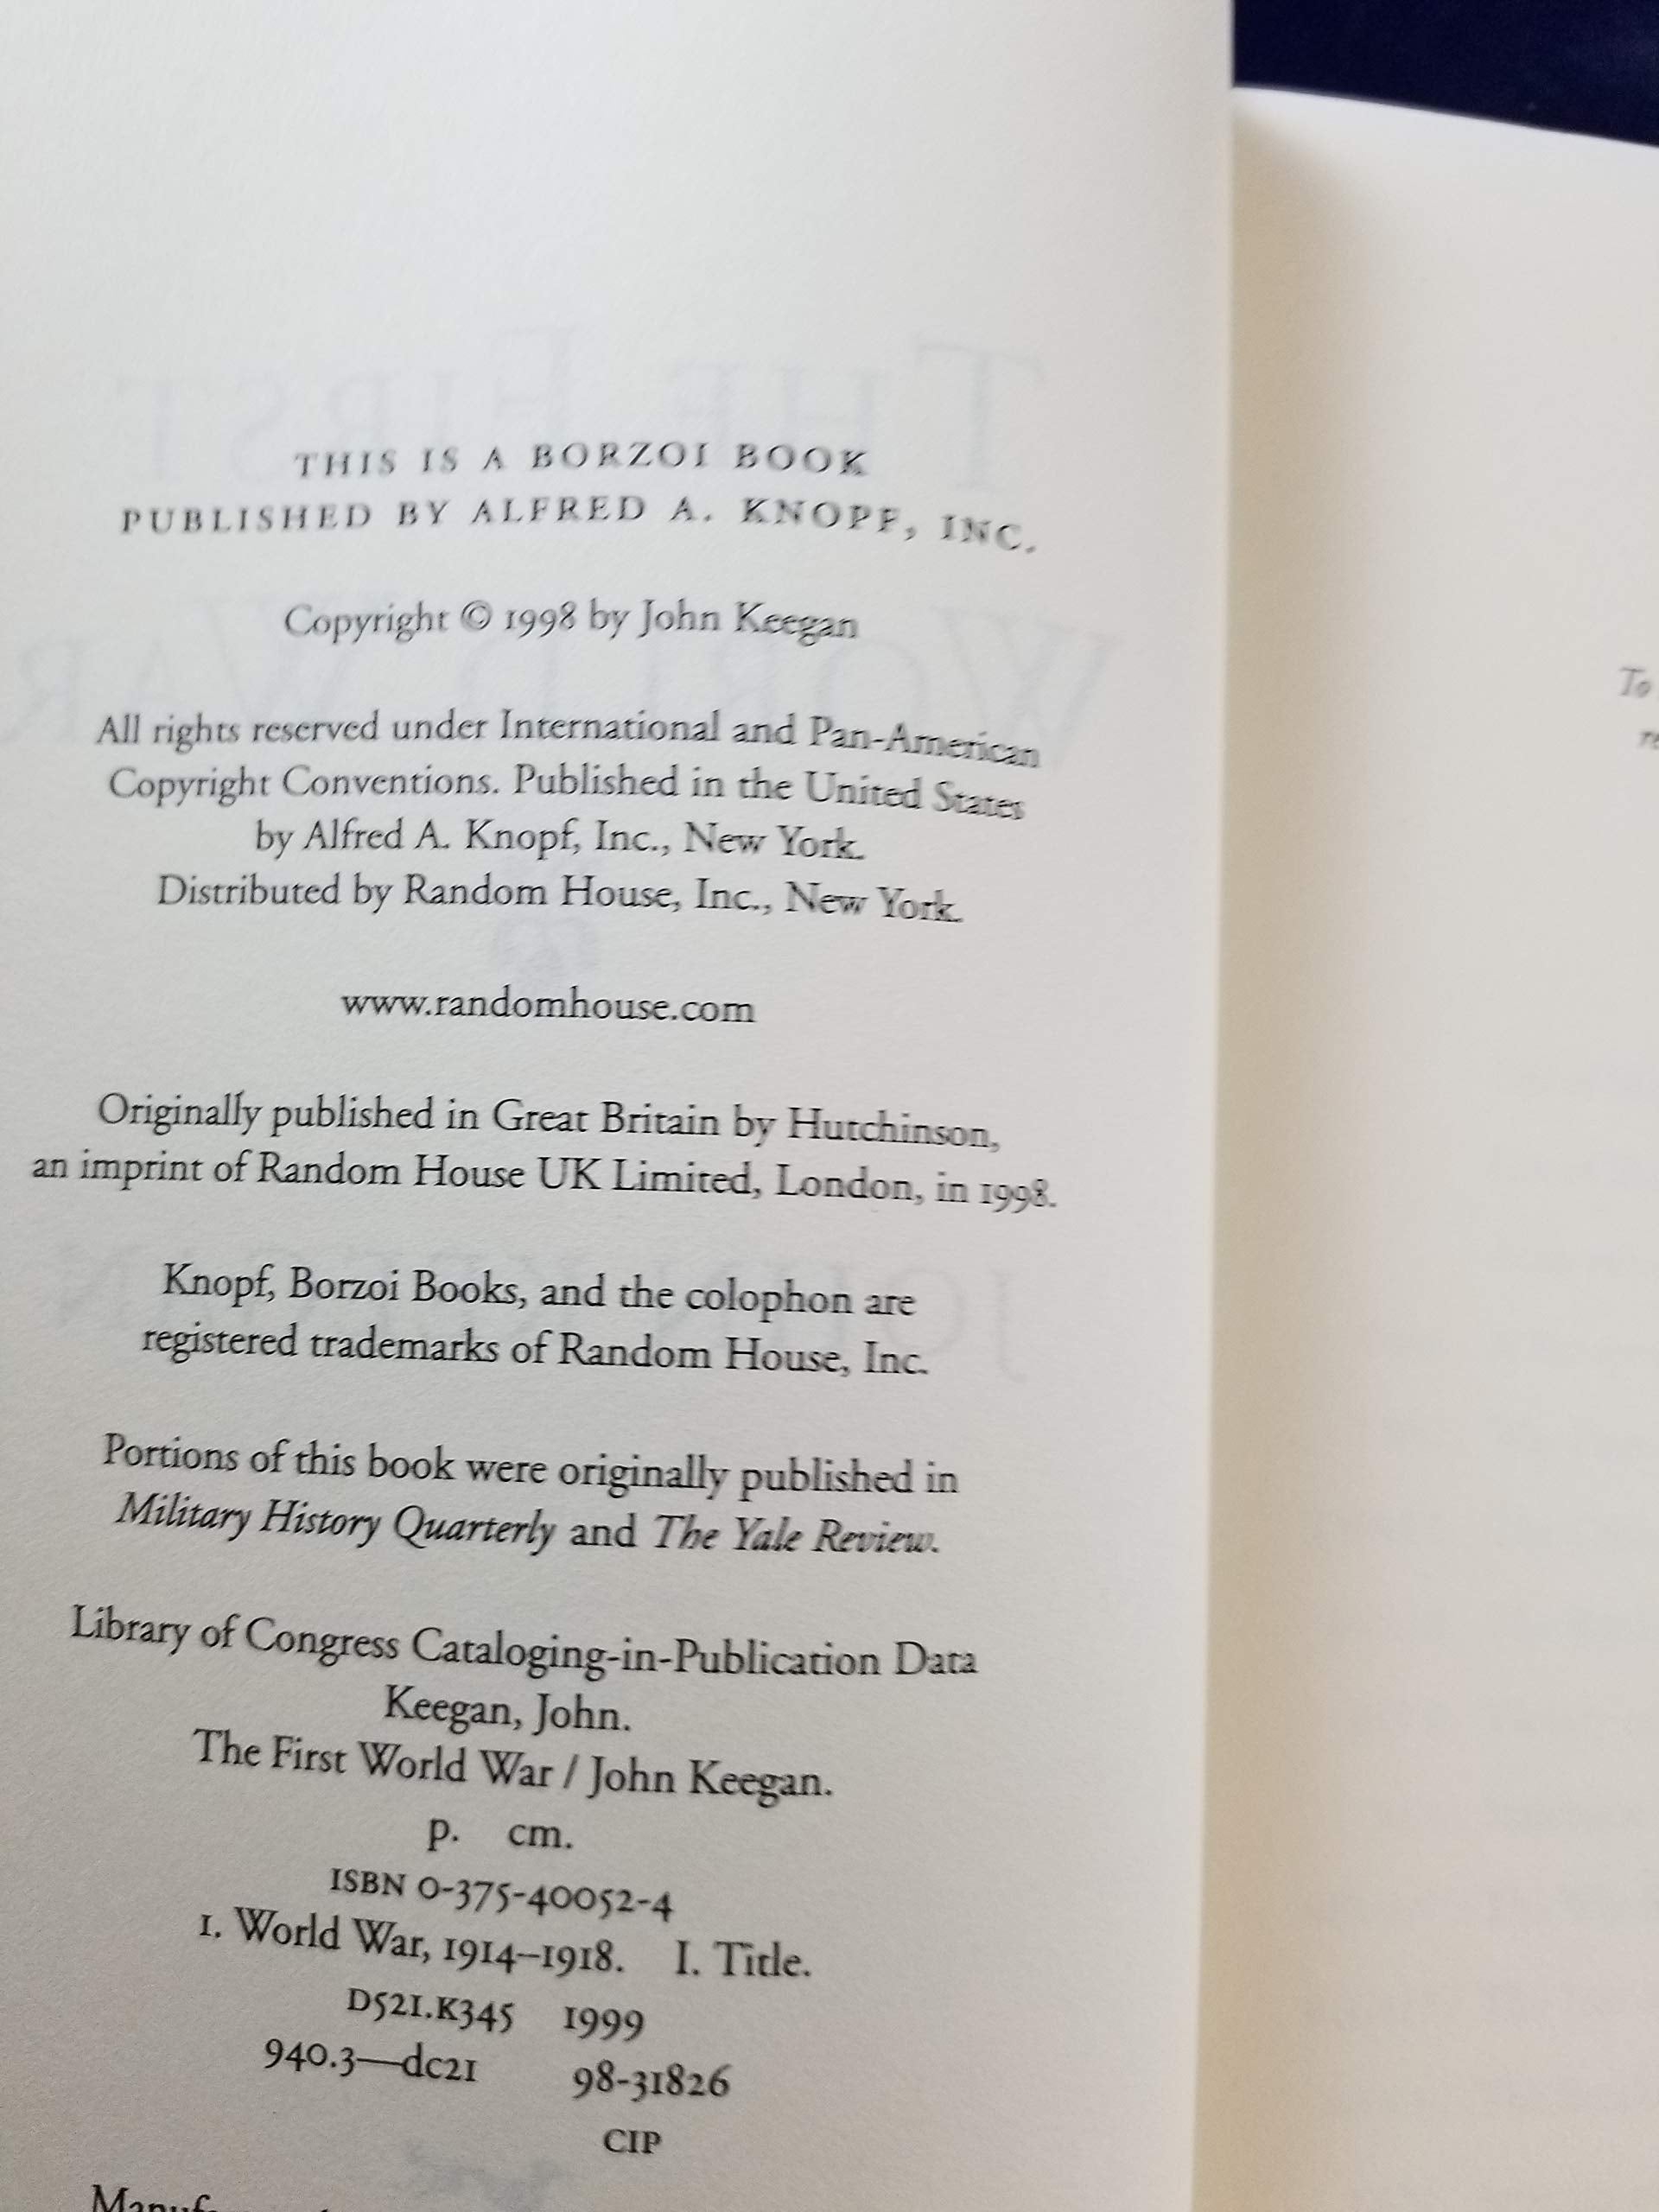 THIS IS A BORZOI BOOK
PUBLISHED BY ALFRED A. KNOPF, INC.
Copyright © 1998 by John Keegan
All rights reserved under International and Pan-American
Copyright Conventions. Published in the United States
by Alfred A. Knopf, Inc., New York.
Distributed by Random House, Inc., New York.
www.randomhouse.com
Originally published in Great Britain by Hutchinson,
an imprint of Random House UK Limited, London, in 1998.
Knopf, Borzoi Books, and the colophon are
registered trademarks of Random House, Inc.
Portions of this book were originally published in
Military History Quarterly and The Yale Review.
Library of Congress Cataloging-in-Publication Data
Keegan, John.
The First World War / John Keegan.
p. cm.
ISBN 0-375-40052-4
1. World War, 1914–1918. I. Title.
D521.K345 1999
940.3—dc21 98-31826
CIP
To